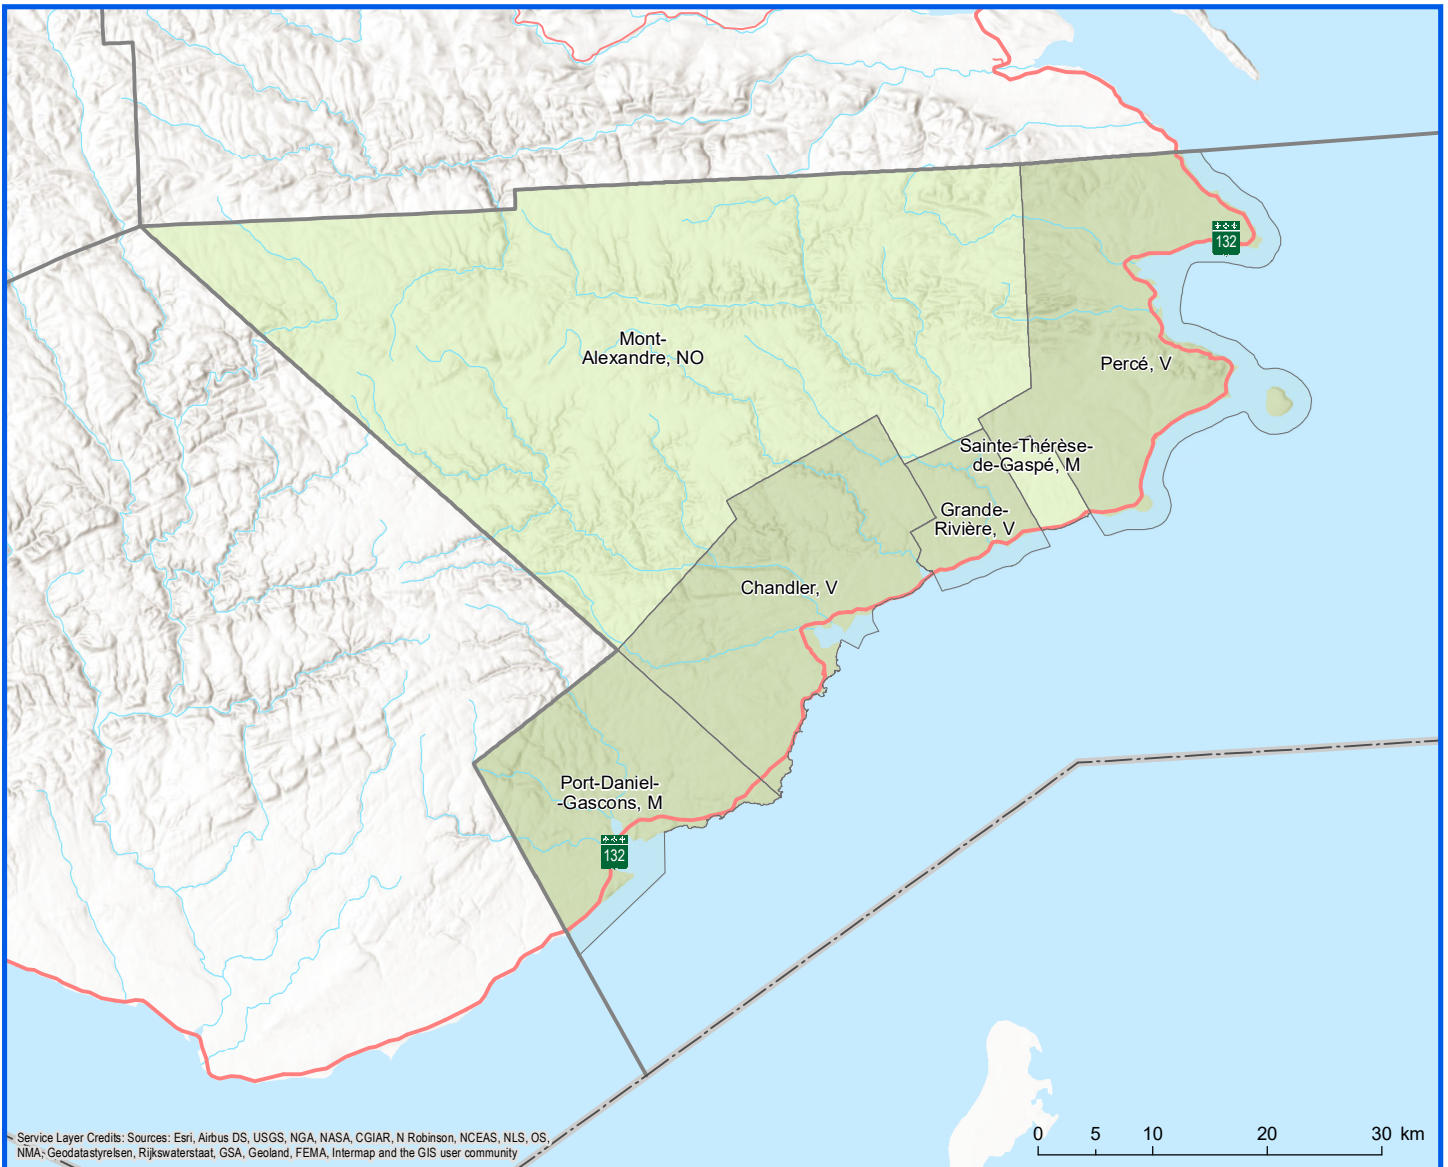 132
Mont-
Alexandre, NO
Percé, V
Sainte-Thérèse-
de-Gaspé, M
Grande-
Rivière, V
Chandler, V
Port-Daniel-
-Gascons, M
132
0 5 10 20 30 km
Service Layer Credits: Sources: Esri, Airbus DS, USGS, NGA, NASA, CGIAR, N Robinson, NCEAS, NLS, OS,
NMA, Geodatastyrelsen, Rijkswaterstaat, GSA, Geoland, FEMA, Intermap and the GIS user community